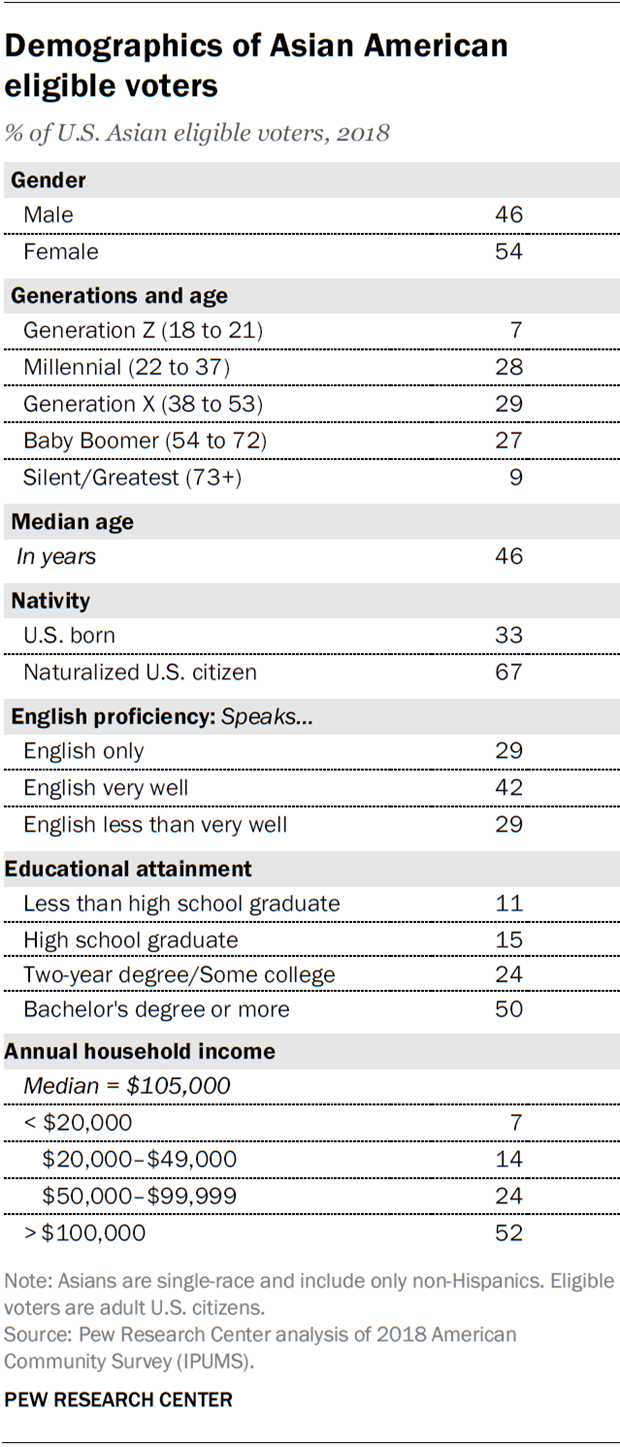 Demographics of Asian American
eligible voters
% of U.S. Asian eligible voters, 2018
Gender
Male 46
Female 54
Generations and age
Generation Z (18 to 21) 7
Millennial (22 to 37) 28
Generation X (38 to 53) 29
Baby Boomer (54 to 72) 27
Silent/Greatest (73+) 9
Median age
In years 46
Nativity
U.S. born 33
Naturalized U.S. citizen 67
English proficiency: Speaks...
English only 29
English very well 42
English less than very well 29
Educational attainment
Less than high school graduate 11
High school graduate 15
Two-year degree/Some college 24
Bachelor's degree or more 50
Annual household income
Median = $105,000
< $20,000 7
$20,000–$49,000 14
$50,000–$99,999 24
>$100,000 52
Note: Asians are single-race and include only non-Hispanics. Eligible
voters are adult U.S. citizens.
Source: Pew Research Center analysis of 2018 American
Community Survey (IPUMS).
PEW RESEARCH CENTER